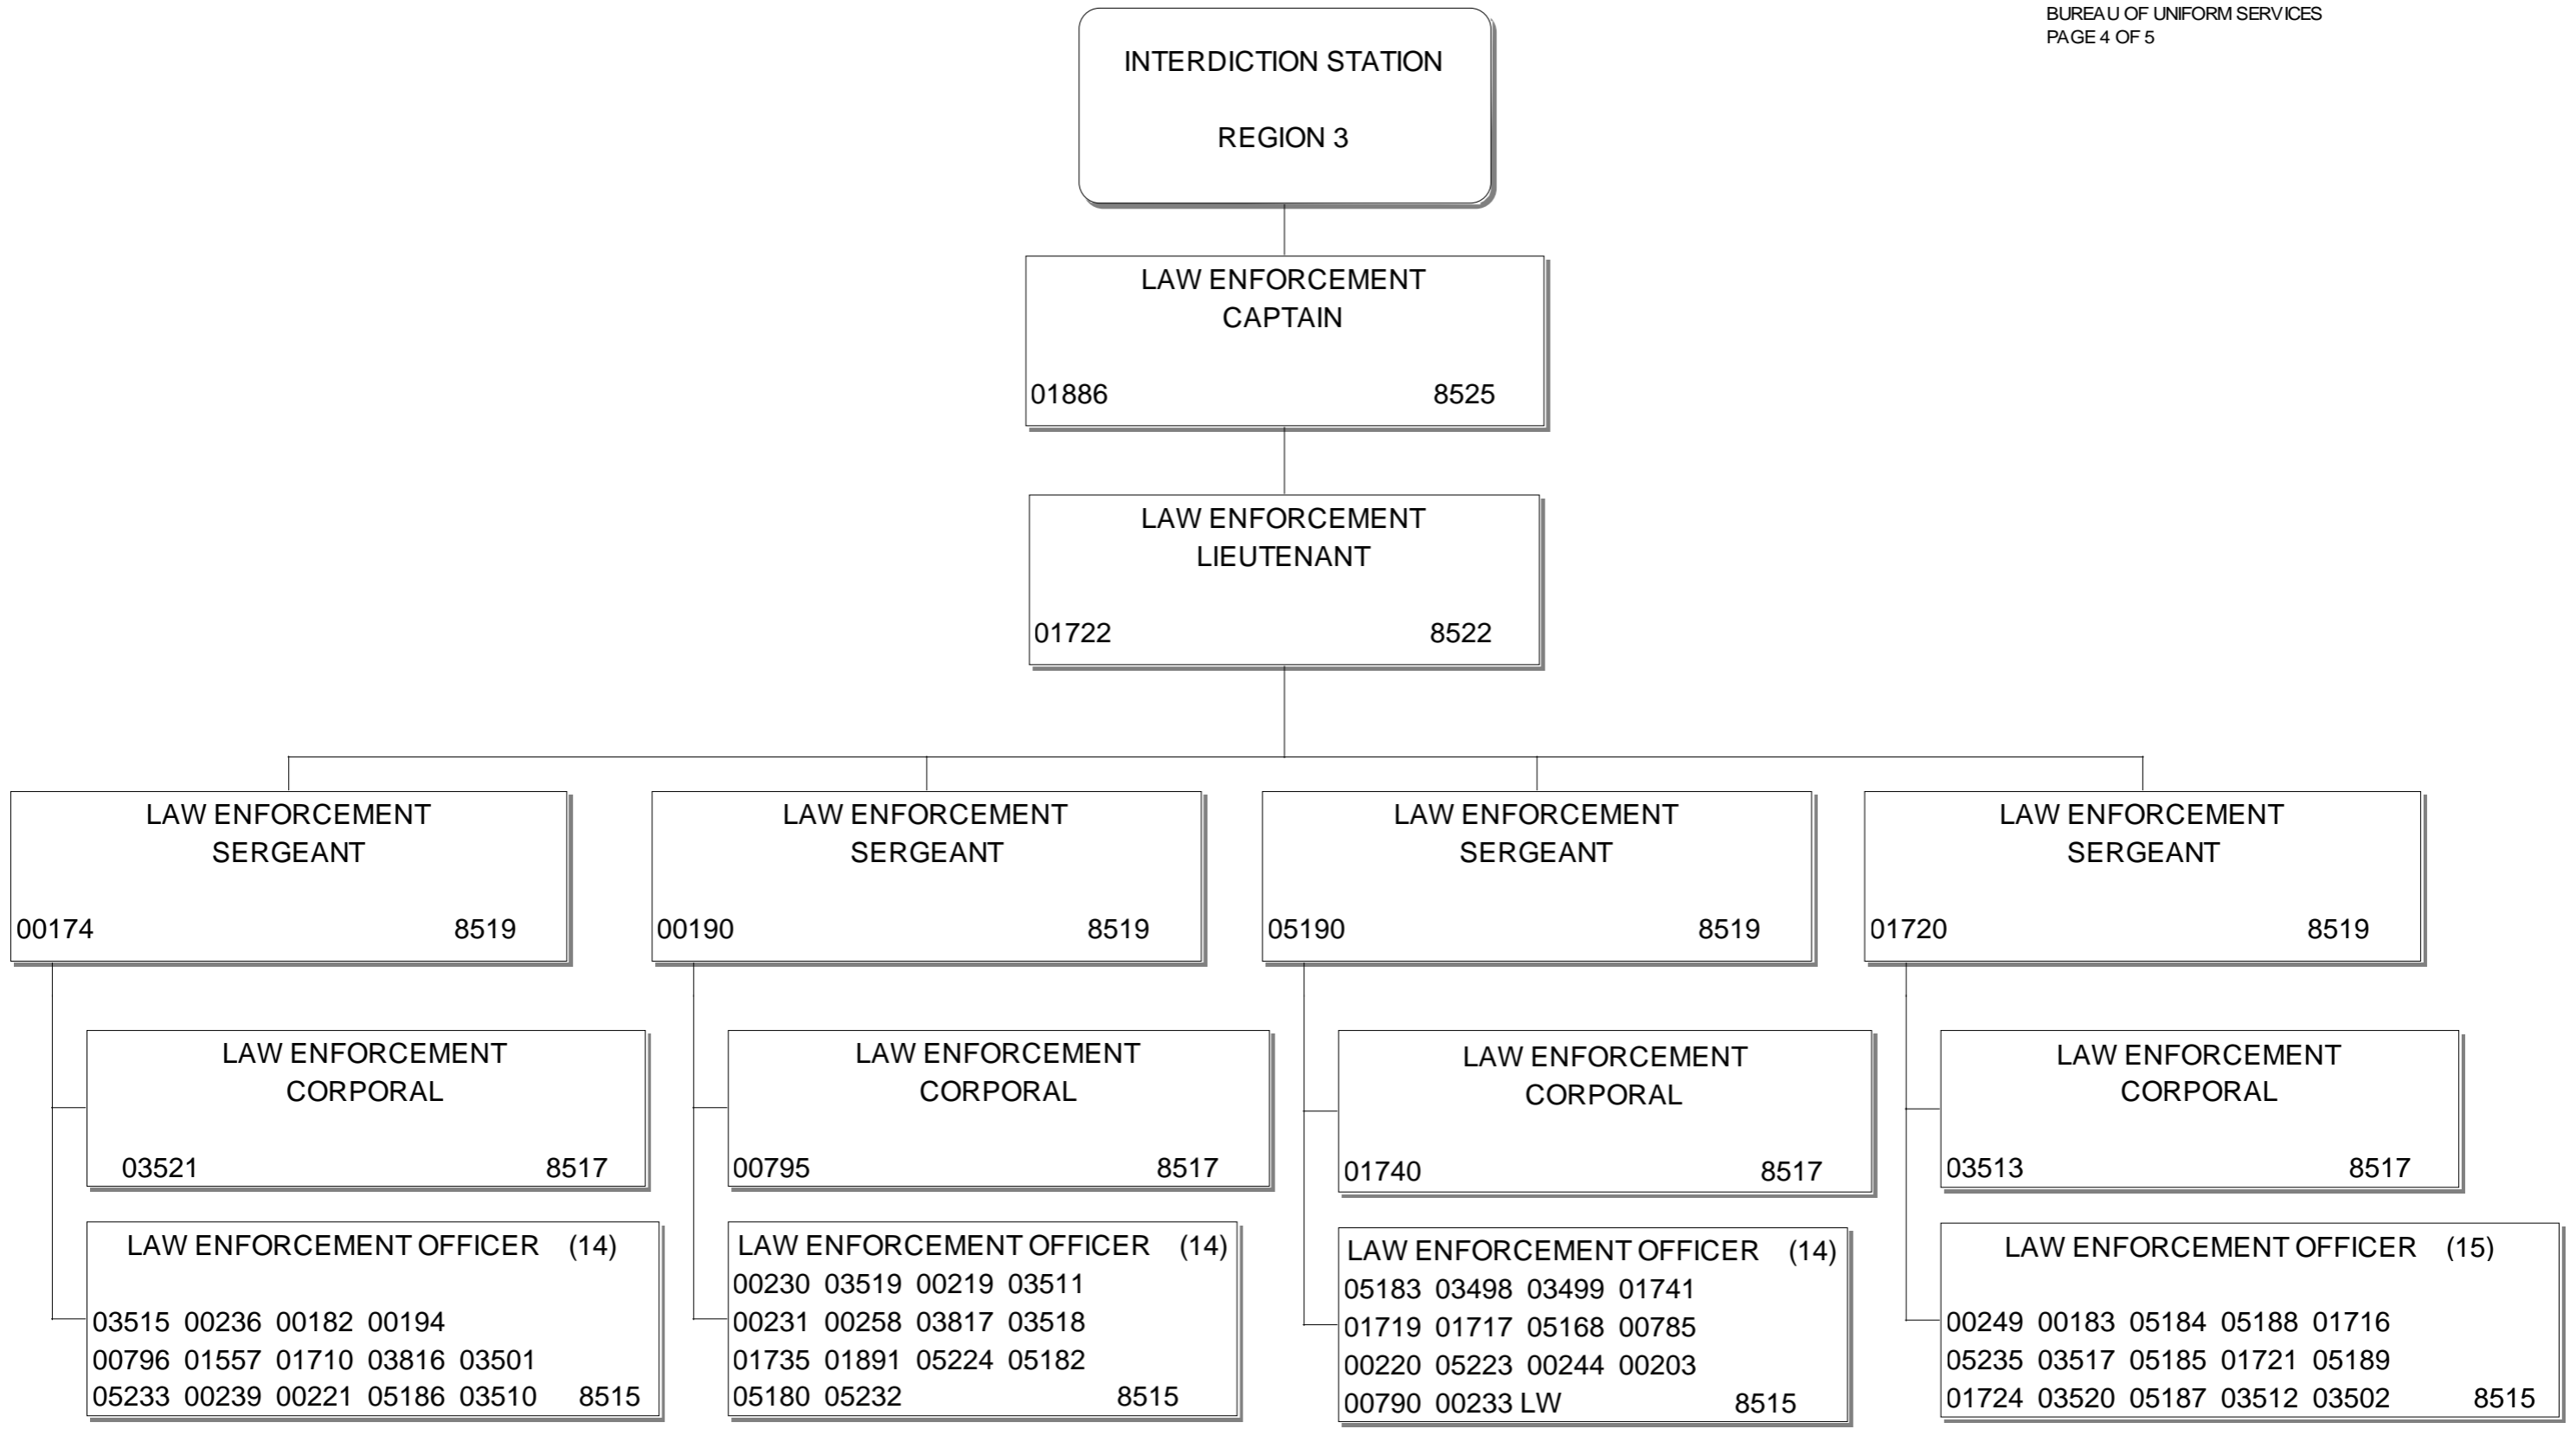 BUREAU OF UNIFORM SERVICES
PAGE 4 OF 5
INTERDICTION STATION
REGION 3
LAW ENFORCEMENT
CAPTAIN
01886 8525
LAW ENFORCEMENT
LIEUTENANT
01722 8522
LAW ENFORCEMENT
SERGEANT
00174 8519
LAW ENFORCEMENT
SERGEANT
00190 8519
LAW ENFORCEMENT
SERGEANT
05190 8519
LAW ENFORCEMENT
SERGEANT
01720 8519
LAW ENFORCEMENT
CORPORAL
03521 8517
LAW ENFORCEMENT
CORPORAL
00795 8517
LAW ENFORCEMENT
CORPORAL
01740 8517
LAW ENFORCEMENT
CORPORAL
03513 8517
LAW ENFORCEMENT OFFICER (14)
03515 00236 00182 00194
00796 01557 01710 03816 03501
05233 00239 00221 05186 03510 8515
LAW ENFORCEMENT OFFICER (14)
00230 03519 00219 03511
00231 00258 03817 03518
01735 01891 05224 05182
05180 05232 8515
LAW ENFORCEMENT OFFICER (14)
05183 03498 03499 01741
01719 01717 05168 00785
00220 05223 00244 00203
00790 00233 LW 8515
LAW ENFORCEMENT OFFICER (15)
00249 00183 05184 05188 01716
05235 03517 05185 01721 05189
01724 03520 05187 03512 03502 8515